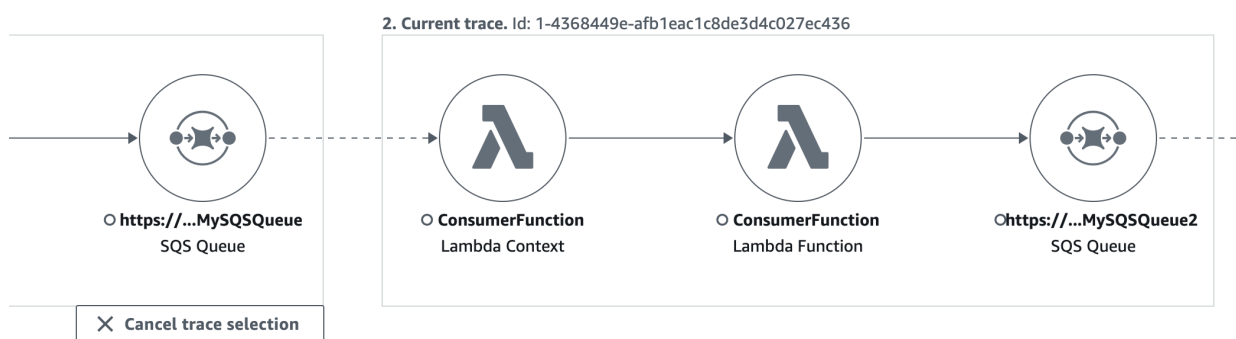 2. Current trace. Id: 1-4368449e-afb1eac1c8de3d4c027ec436
https://...MySQSQueue
SQS Queue
ConsumerFunction
Lambda Context
ConsumerFunction
Lambda Function
https://...MySQSQueue2
SQS Queue
Cancel trace selection